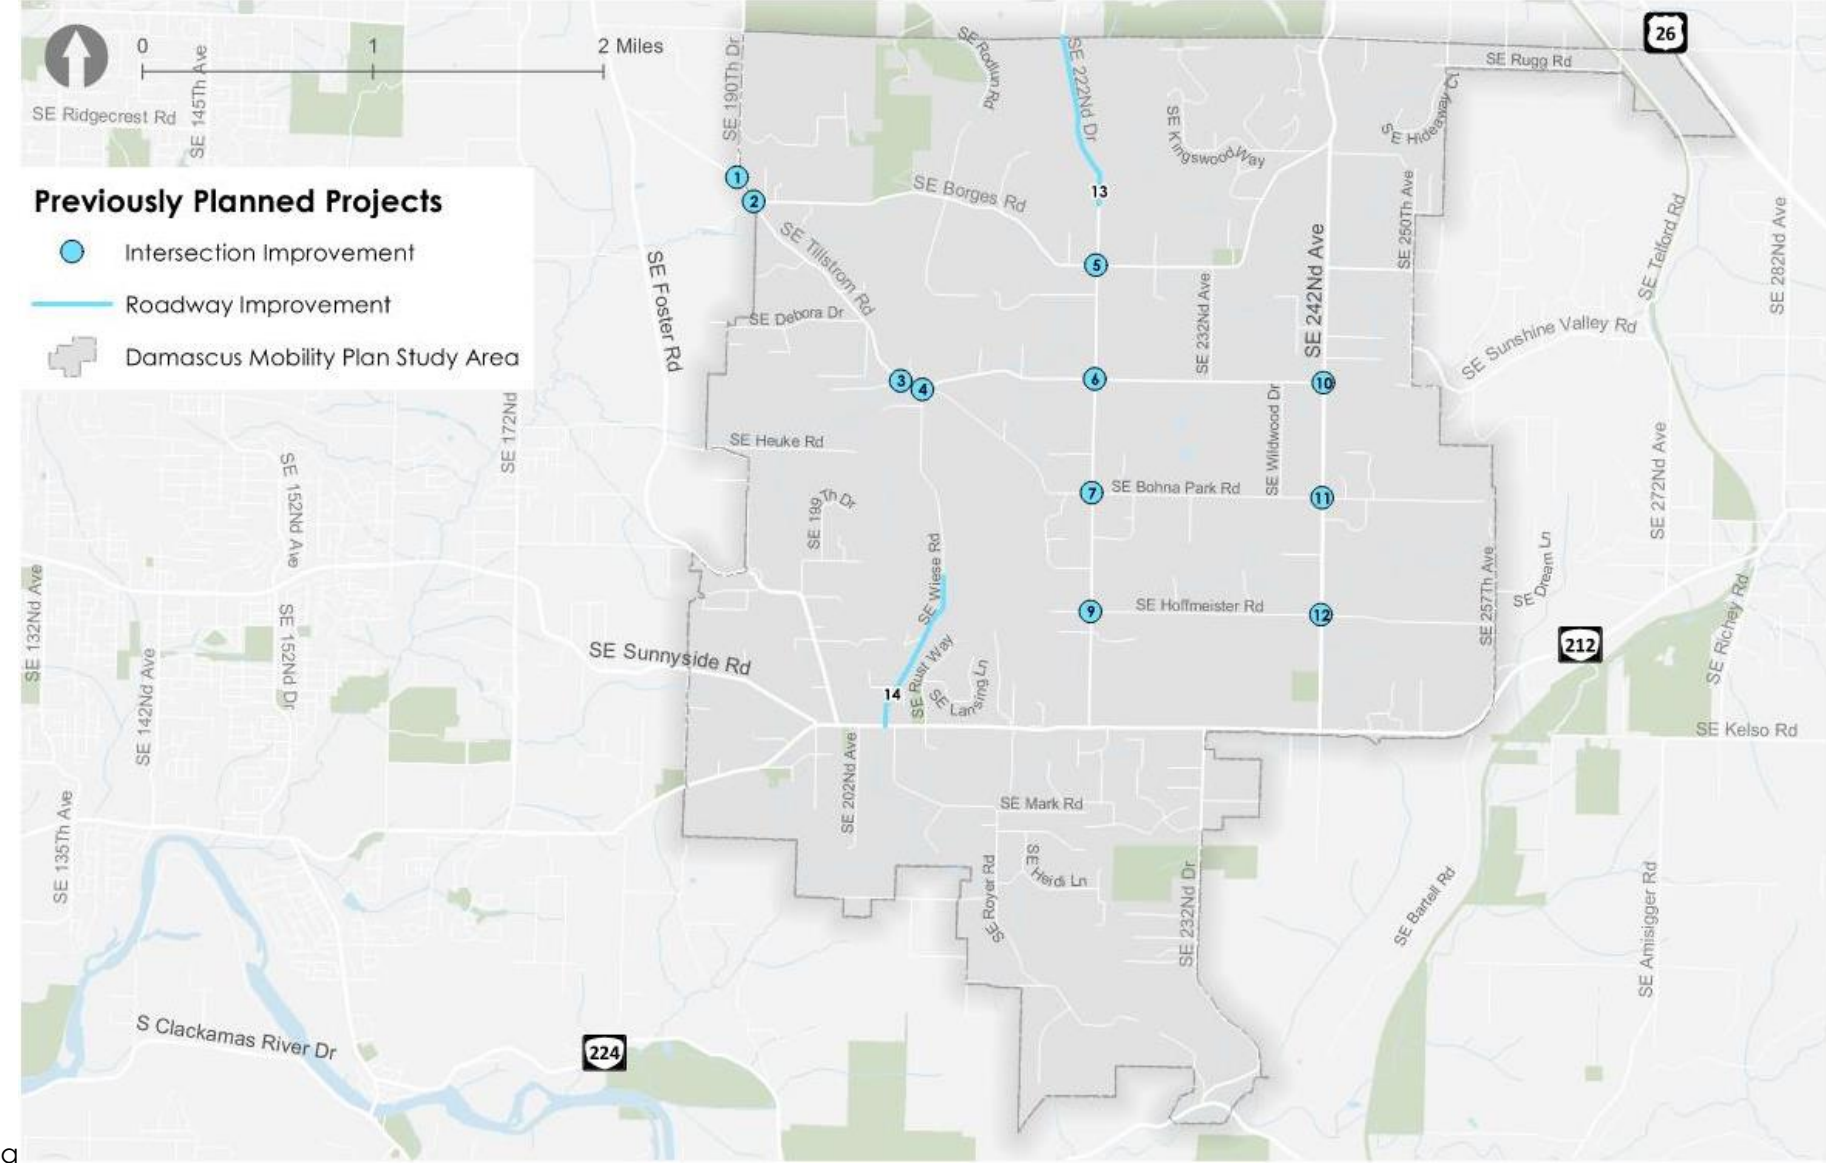 0 1 2 Miles
26
SE Rugg Rd
SE Ridgecrest Rd
SE 145Th Ave
SE 190Th Dr
SE Rodlun Rd
SE 222Nd Dr
SE Kingswood Way
SE Hideaway Ct
Previously Planned Projects
Intersection Improvement
Roadway Improvement
Damascus Mobility Plan Study Area
1
2
13
SE Borges Rd
SE Tillstrom Rd
SE Foster Rd
5
SE 232Nd Ave
SE 242Nd Ave
SE 250Th Ave
SE Telford Rd
SE 282Nd Ave
SE Debora Dr
SE Sunshine Valley Rd
3
4
6
10
SE 172Nd
SE Heuke Rd
SE Wildwood Dr
SE 152Nd Ave
SE 199Th Dr
7
SE Bohna Park Rd
11
SE 272Nd Ave
SE Wiese Rd
SE 132Nd Ave
9
SE Hoffmeister Rd
12
SE 257Th Ave
SE Dream Ln
SE Richey Rd
212
SE 152Nd Dr
SE 142Nd Ave
SE Sunnyside Rd
14
SE Rust Way
SE Lansing Ln
SE Kelso Rd
SE 135Th Ave
SE 202Nd Ave
SE Mark Rd
SE Heidi Ln
SE Royer Rd
SE 232Nd Dr
SE Bartell Rd
SE Amisigger Rd
S Clackamas River Dr
224
a